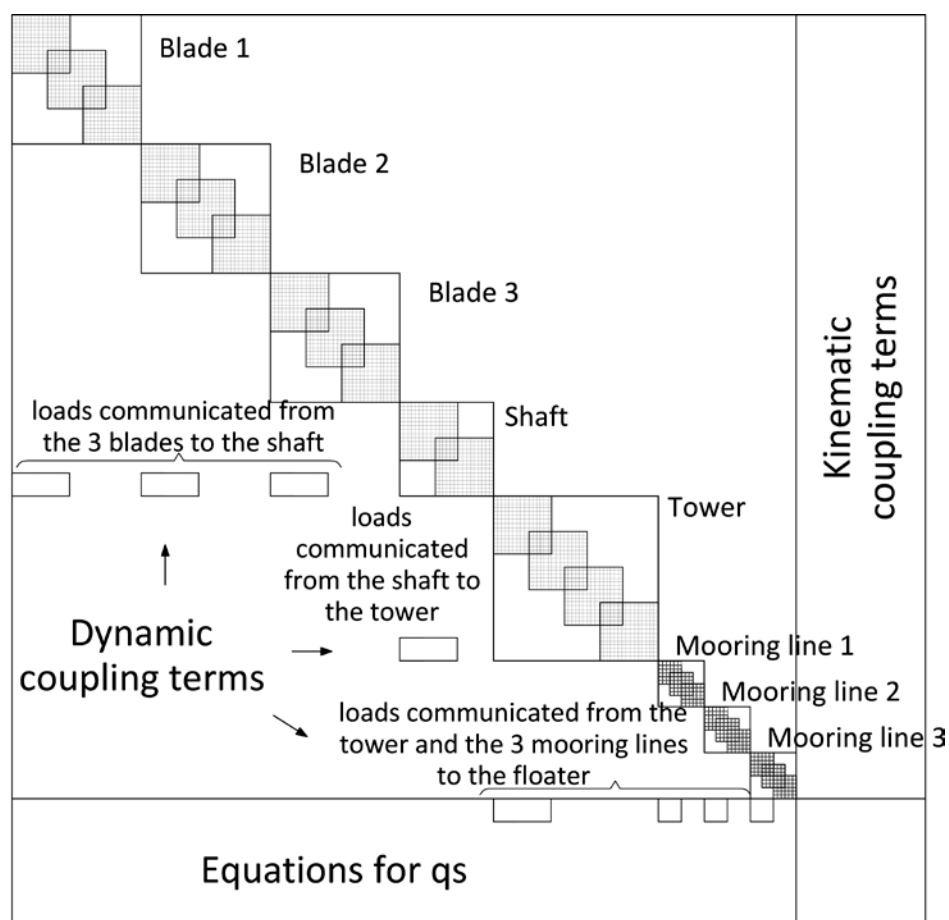 Blade 1
Blade 2
Blade 3
Kinematic
coupling terms
loads communicated from
the 3 blades to the shaft
Shaft
Tower
loads
communicated
from the shaft to
the tower
Dynamic
coupling terms
Mooring line 1
Mooring line 2
Mooring line 3
loads communicated from the
tower and the 3 mooring lines
to the floater
Equations for qs